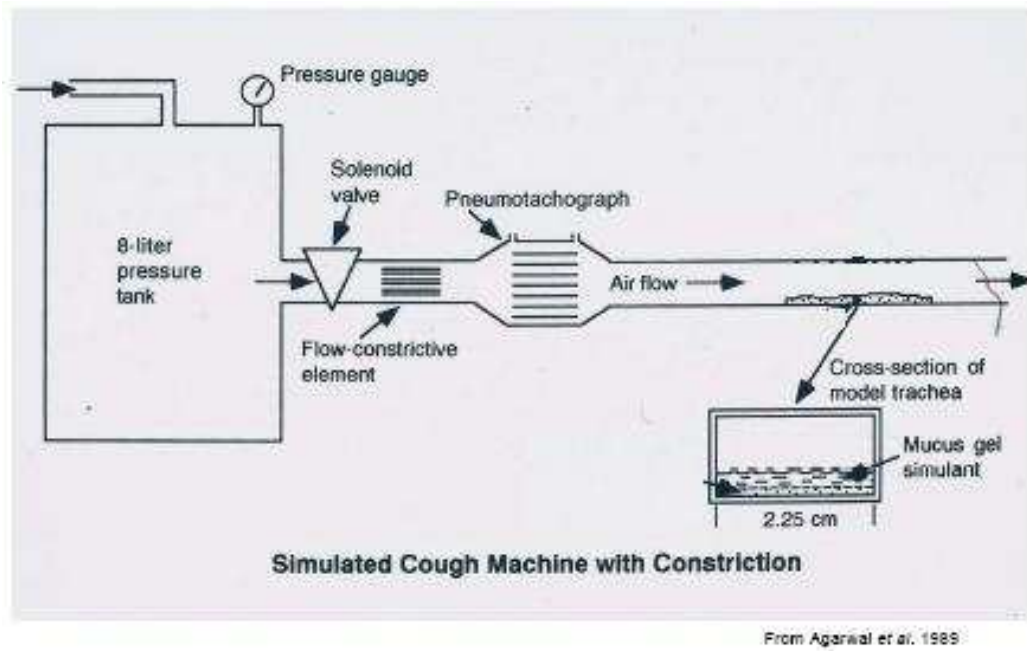 Pressure gauge
Solenoid
valve
Pneumotachograph
8-liter
pressure
tank
Air flow
Flow-constrictive
element
Cross-section of
model trachea
Mucus gel
simulant
2.25 cm
Simulated Cough Machine with Constriction
From Agarwal et al. 1989